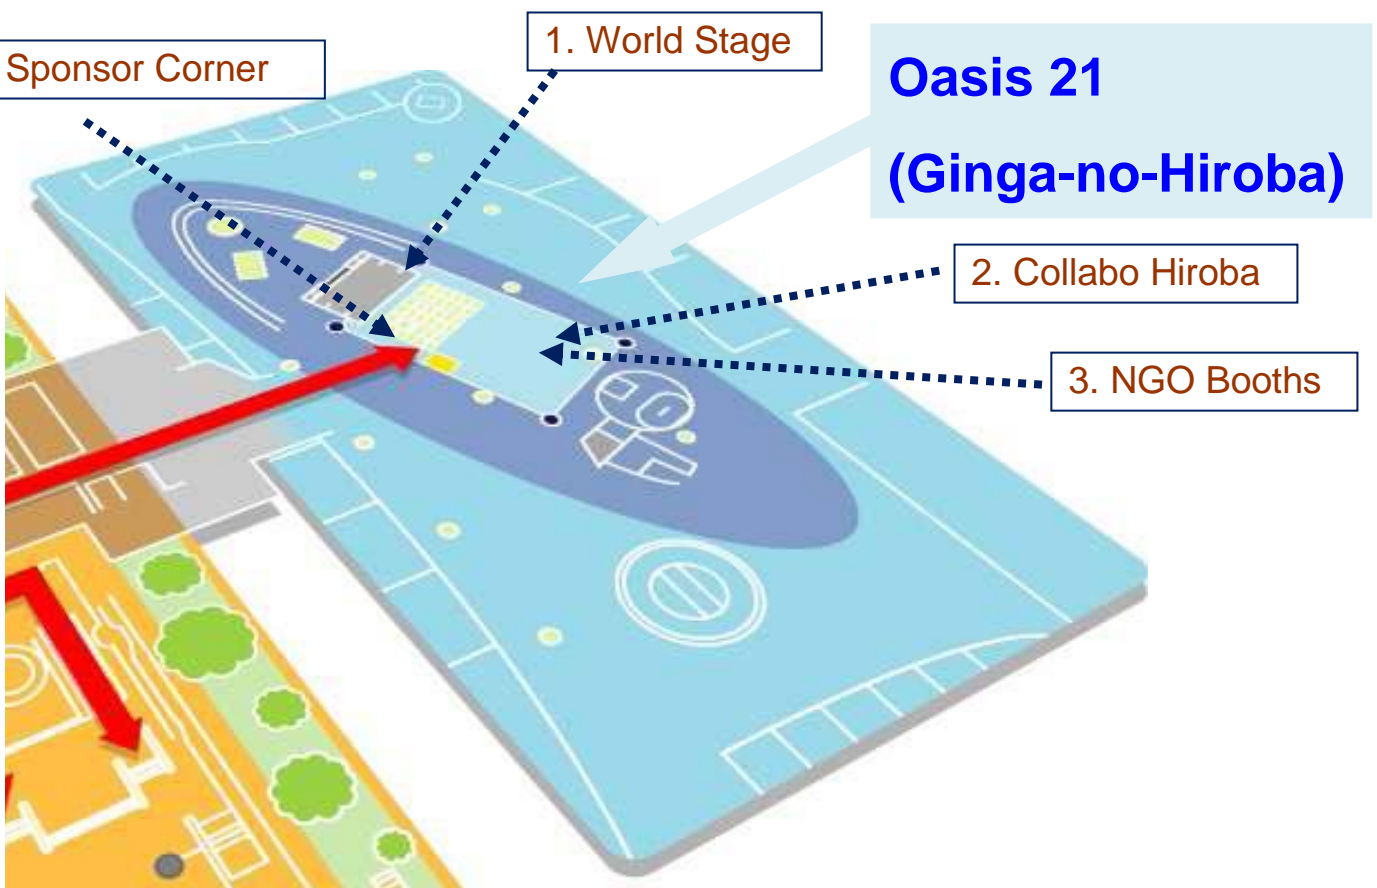 Sponsor Corner
1. World Stage
Oasis 21
(Ginga-no-Hiroba)
2. Collabo Hiroba
3. NGO Booths